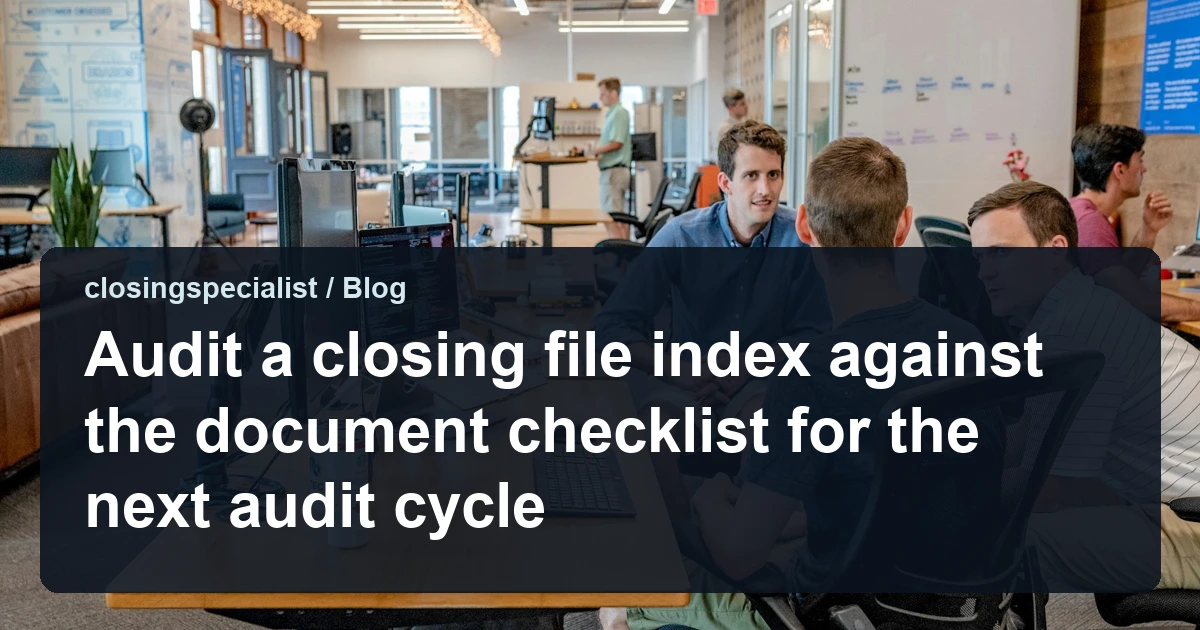 closingspecialist / Blog
Audit a closing file index against
the document checklist for the
next audit cycle